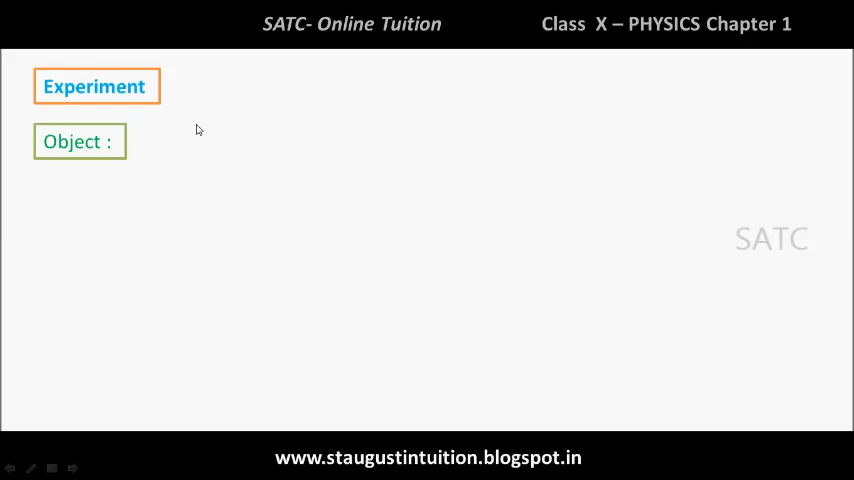 SATC- Online Tuition Class X – PHYSICS Chapter 1
Experiment
Object :
SATC
www.staugustintuition.blogspot.in